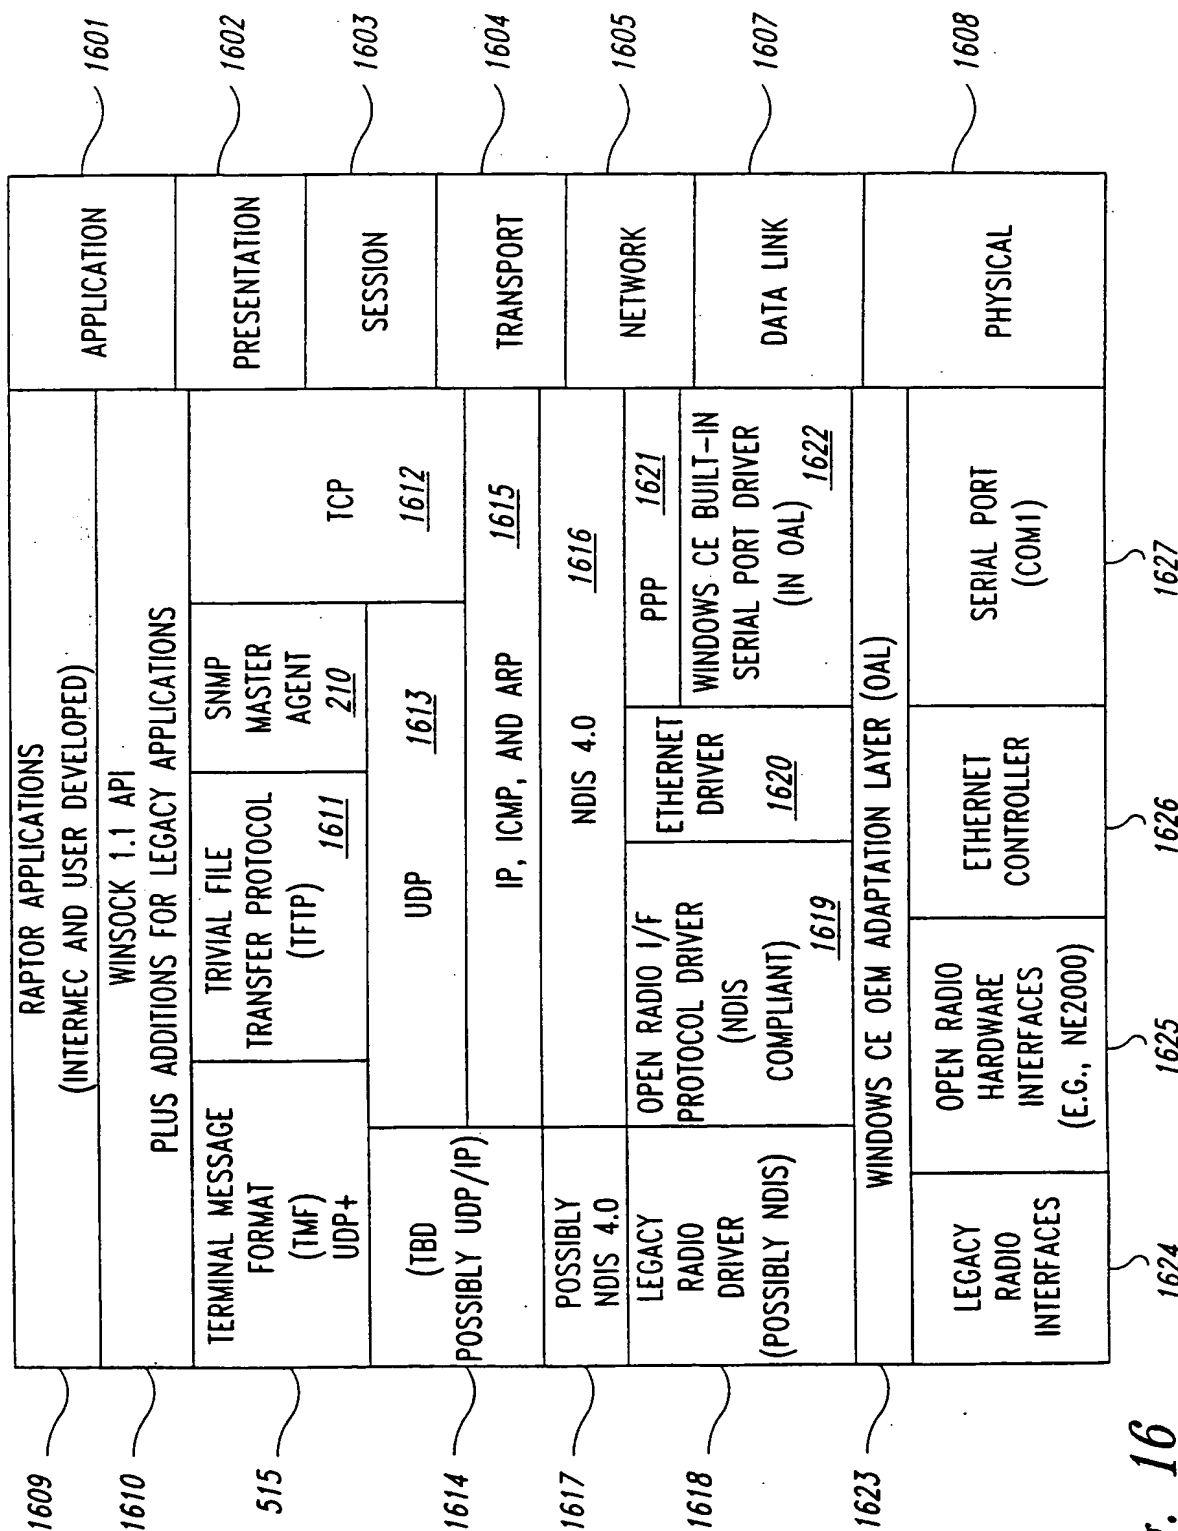 RAPTOR APPLICATIONS
(INTERMEC AND USER DEVELOPED)
1609
APPLICATION
1601
WINSOCK 1.1 API
PLUS ADDITIONS FOR LEGACY APPLICATIONS
1610
PRESENTATION
1602
TERMINAL MESSAGE
FORMAT
(TMF)
UDP+
515
TRIVIAL FILE
TRANSFER PROTOCOL
(TFTP)
1611
SNMP
MASTER
AGENT
210
TCP
1612
SESSION
1603
UDP
1613
(TBD
POSSIBLY UDP/IP)
1614
IP, ICMP, AND ARP
1615
TRANSPORT
1604
POSSIBLY
NDIS 4.0
1617
NDIS 4.0
1616
NETWORK
1605
LEGACY
RADIO
DRIVER
(POSSIBLY NDIS)
1618
OPEN RADIO I/F
PROTOCOL DRIVER
(NDIS
COMPLIANT)
1619
ETHERNET
DRIVER
1620
PPP
1621
WINDOWS CE BUILT-IN
SERIAL PORT DRIVER
(IN OAL)
1622
DATA LINK
1607
WINDOWS CE OEM ADAPTATION LAYER (OAL)
1623
LEGACY
RADIO
INTERFACES
1624
OPEN RADIO
HARDWARE
INTERFACES
(E.G., NE2000)
1625
ETHERNET
CONTROLLER
1626
SERIAL PORT
(COM1)
1627
PHYSICAL
1608
16